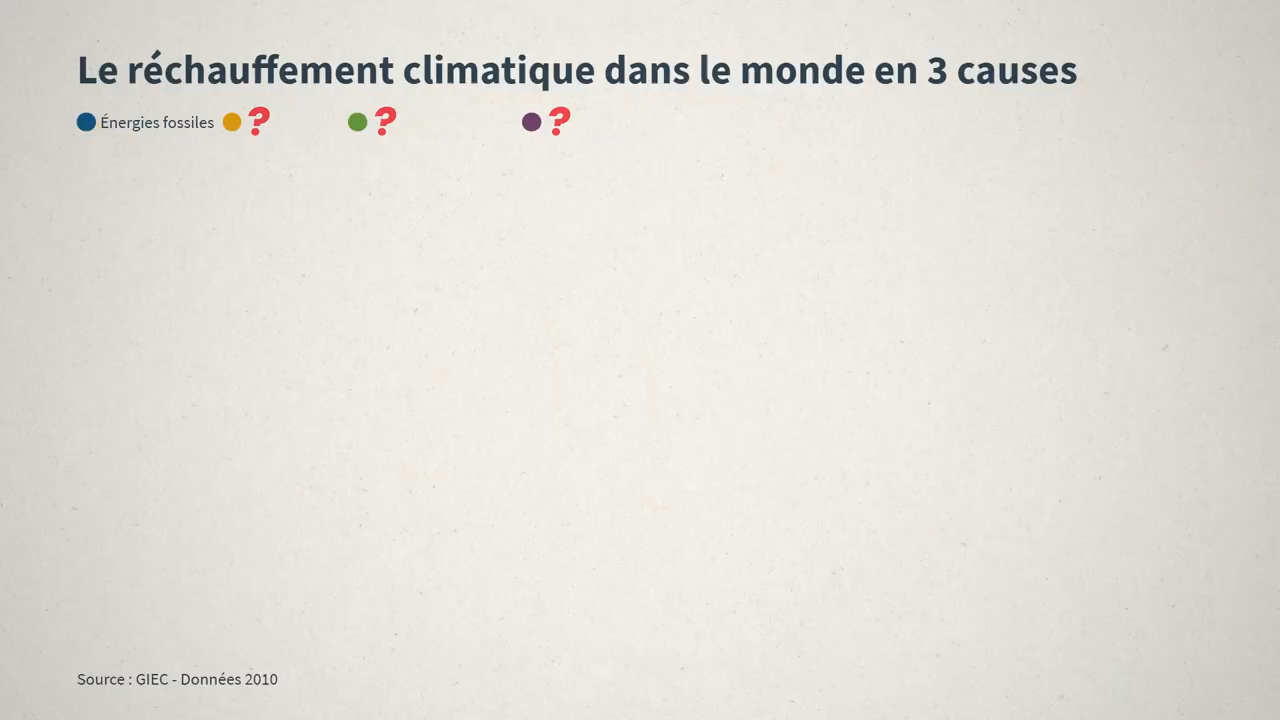 Le réchauffement climatique dans le monde en 3 causes
Énergies fossiles ? ? ?
Source : GIEC - Données 2010